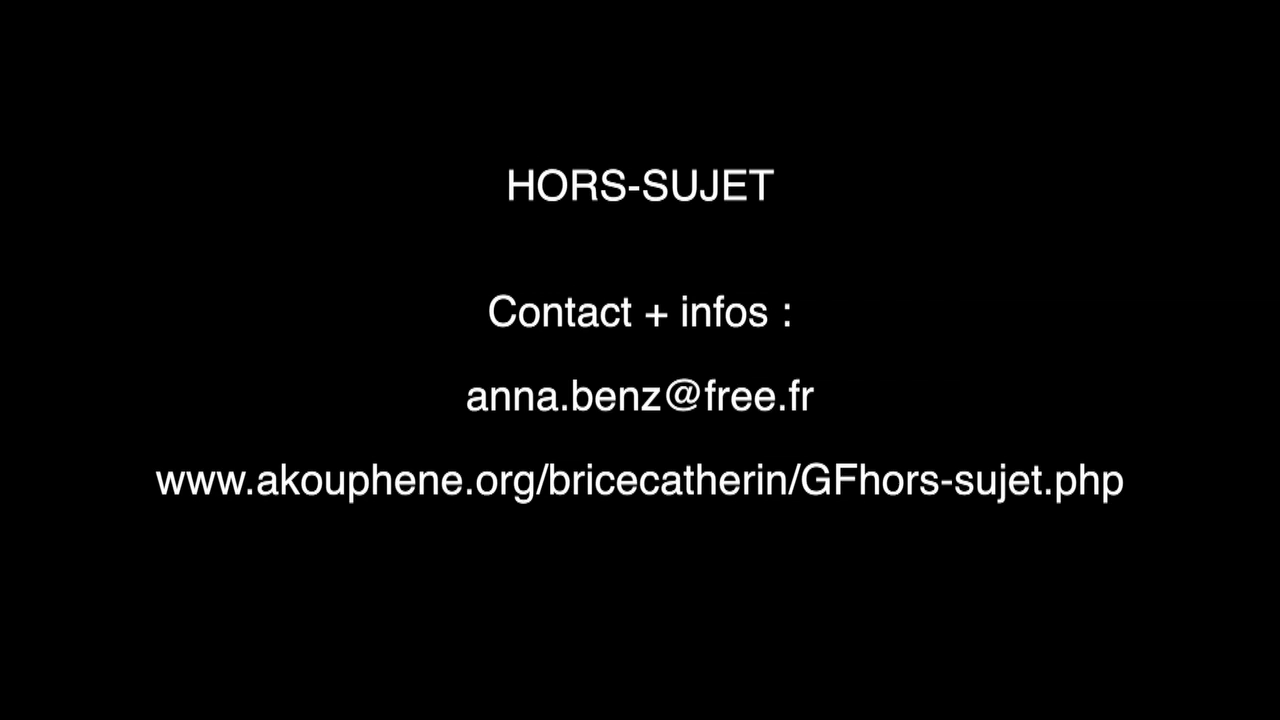 HORS-SUJET
Contact + infos :
anna.benz@free.fr
www.akouphene.org/bricecatherin/GFhors-sujet.php